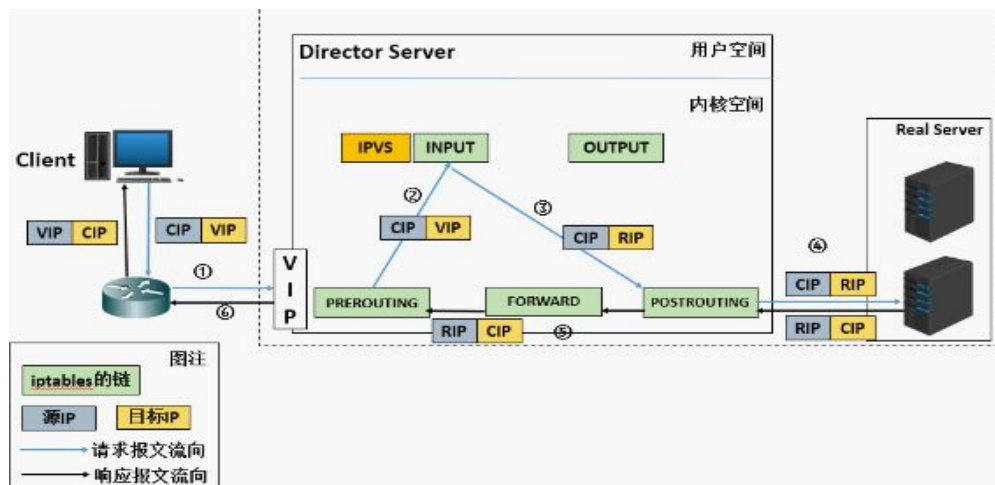 Director Server
用户空间
内核空间
Real Server
Client
IPVS
INPUT
OUTPUT
②
③
CIP VIP
CIP RIP
VIP CIP
CIP VIP
①
⑥
VIP
PREROUTING
FORWARD
POSTROUTING
④
CIP RIP
RIP CIP
RIP CIP
⑤
图注
iptables的链
源IP
目标IP
请求报文流向
响应报文流向